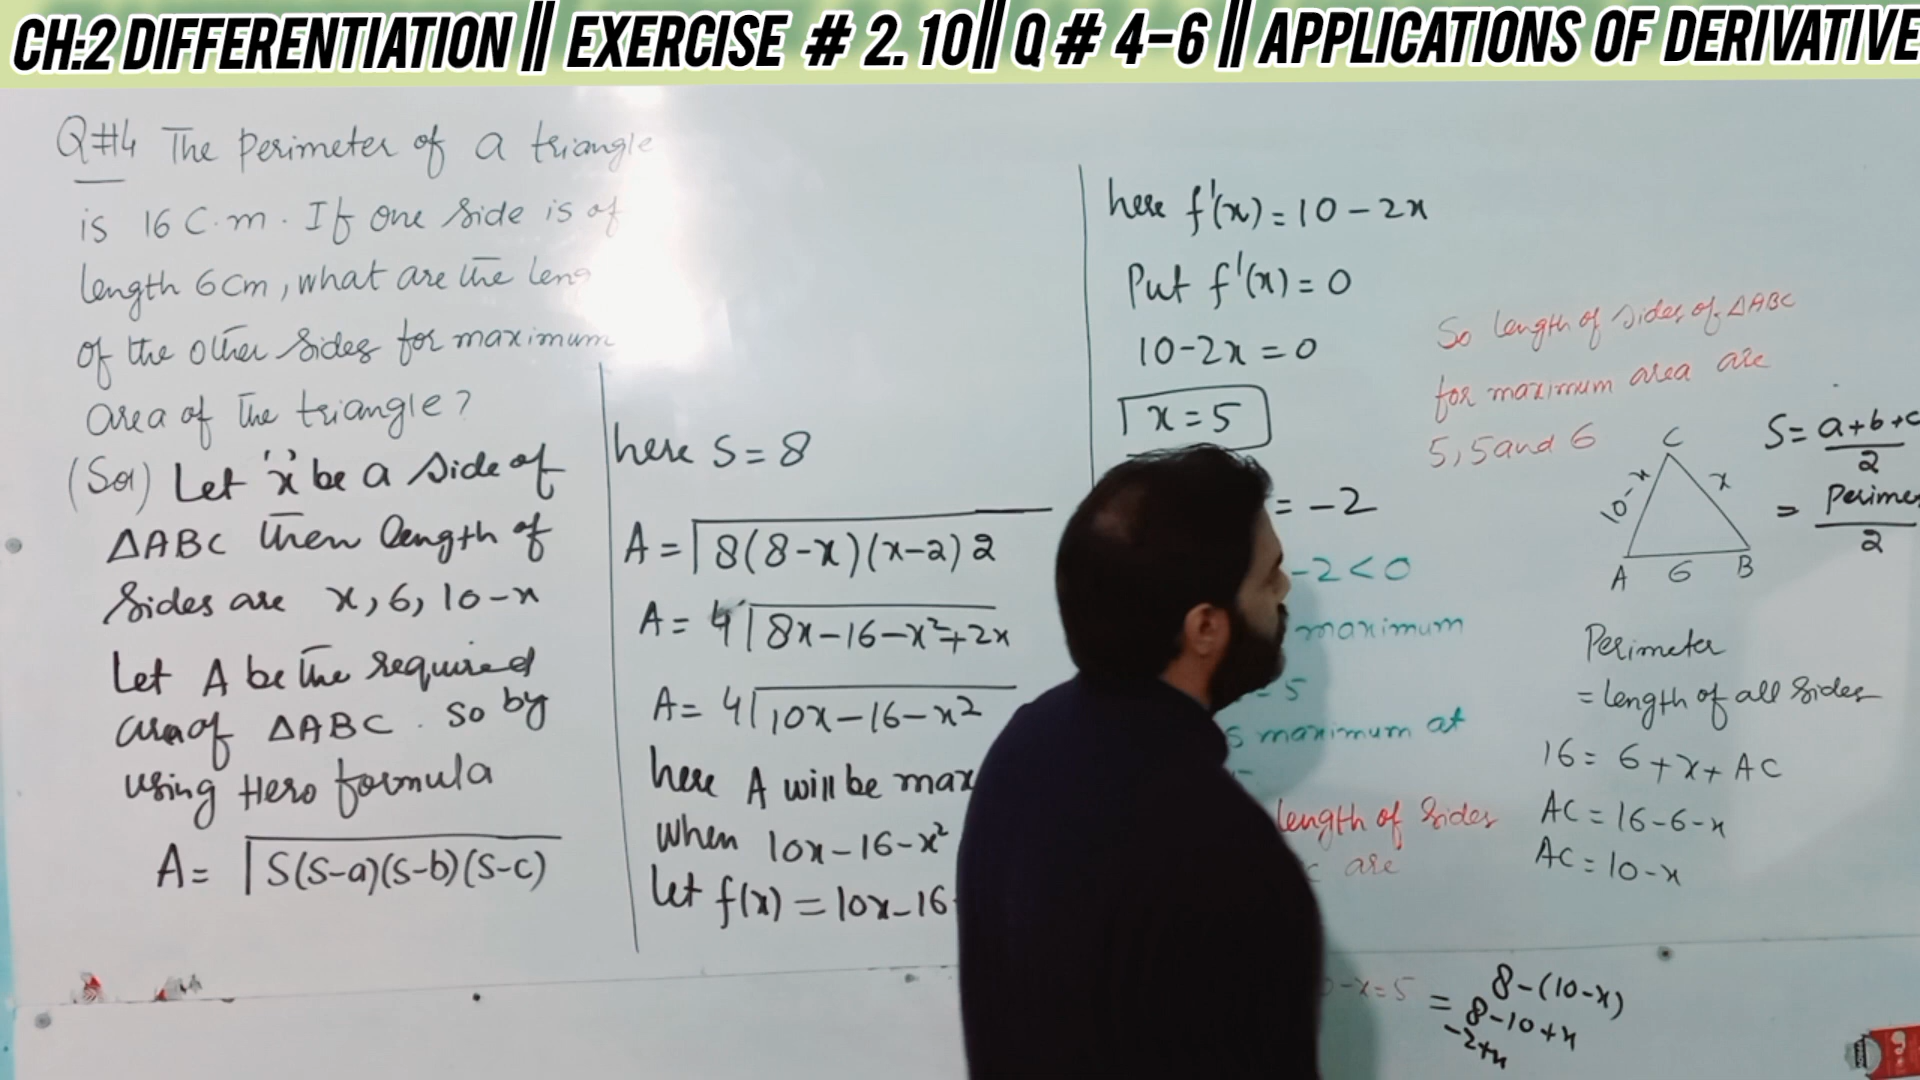 CH:2 DIFFERENTIATION || EXERCISE # 2.10|| Q # 4-6 || APPLICATIONS OF DERIVATIVE
Q#4 The perimeter of a triangle
is 16 C.m. If one side is of
length 6cm, what are the leng
of the other sides for maximum
area of the triangle?
(Sol) Let 'x' be a side of
ΔABC then length of
sides are x, 6, 10-x
Let A be the required
area of ΔABC. So by
using Hero formula
A = √S(S-a)(S-b)(S-c)
here S = 8
A = √8(8-x)(x-2)2
A = 4√8x-16-x²+2x
A = 4√10x-16-x²
here A will be max
when 10x-16-x²
let f(x) = 10x-16
here f'(x) = 10-2x
Put f'(x) = 0
10-2x = 0
x = 5
= -2
-2<0
maximum
5
s maximum at
length of sides
are
0-x=5
So length of sides of ΔABC
for maximum area are
5, 5 and 6
C
10-x
x
A 6 B
S = a+b+c
2
= Perime
2
Perimeter
= length of all sides
16 = 6+x+AC
AC = 16-6-x
AC = 10-x
8-(10-x)
= 8-10+x
-2+x